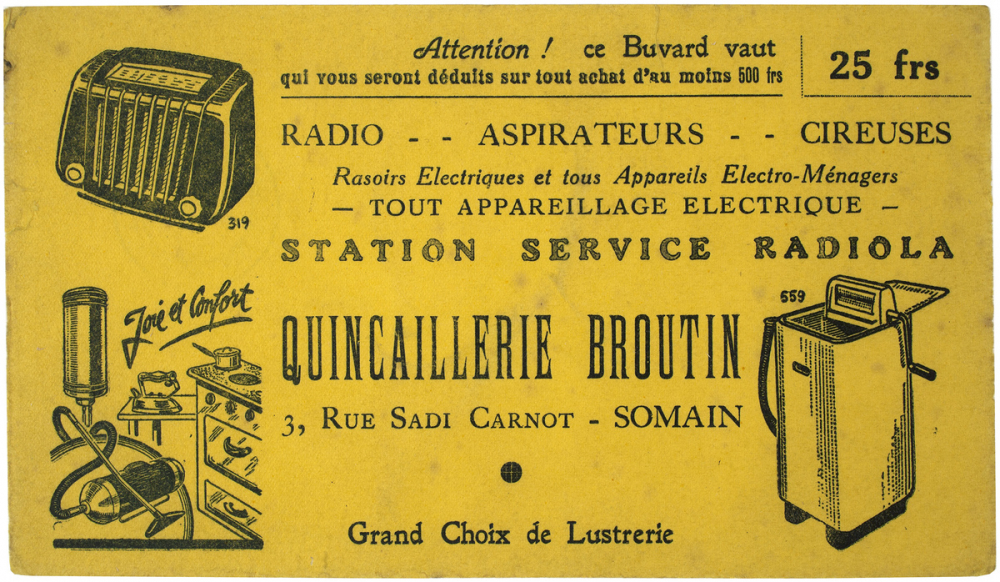 Attention ! ce Buvard vaut 25 frs
qui vous seront déduits sur tout achat d'au moins 500 frs
RADIO - - ASPIRATEURS - - CIREUSES
Rasoirs Electriques et tous Appareils Electro-Ménagers
— TOUT APPAREILLAGE ELECTRIQUE —
STATION SERVICE RADIOLA
319
Joie et Confort
559
QUINCAILLERIE BROUTIN
3, RUE SADI CARNOT - SOMAIN
Grand Choix de Lustrerie